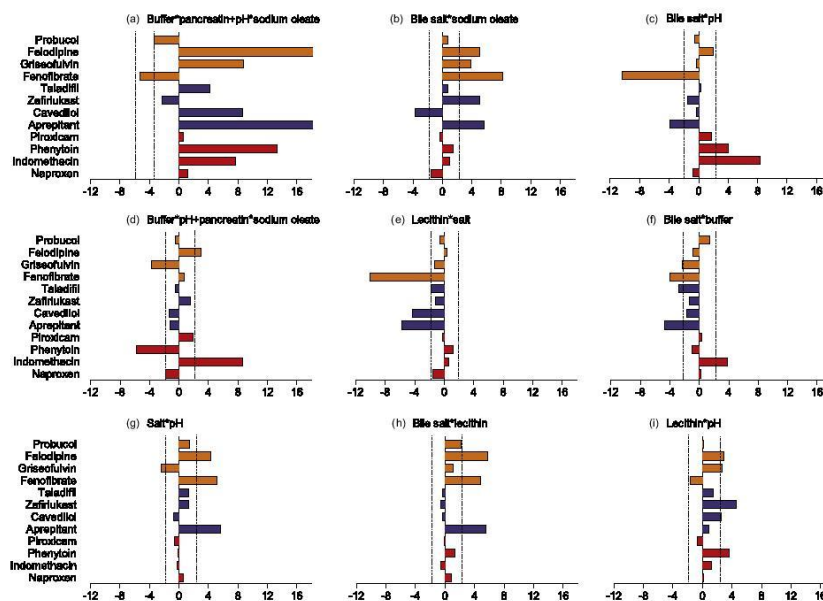 (a) Buffer*pancreatin+pH*sodium oleate
(b) Bile salt*sodium oleate
(c) Bile salt*pH
Probucol
Felodipine
Griseofulvin
Fenofibrate
Taladifil
Zafirlukast
Cavedilol
Aprepitant
Piroxicam
Phenytoin
Indomethacin
Naproxen
-12 -8 -4 0 4 8 12 16
-12 -8 -4 0 4 8 12 16
-12 -8 -4 0 4 8 12 16
(d) Buffer*pH+pancreatin*sodium oleate
(e) Lecithin*salt
(f) Bile salt*buffer
Probucol
Felodipine
Griseofulvin
Fenofibrate
Taladifil
Zafirlukast
Cavedilol
Aprepitant
Piroxicam
Phenytoin
Indomethacin
Naproxen
-12 -8 -4 0 4 8 12 16
-12 -8 -4 0 4 8 12 16
-12 -8 -4 0 4 8 12 16
(g) Salt*pH
(h) Bile salt*lecithin
(i) Lecithin*pH
Probucol
Felodipine
Griseofulvin
Fenofibrate
Taladifil
Zafirlukast
Cavedilol
Aprepitant
Piroxicam
Phenytoin
Indomethacin
Naproxen
-12 -8 -4 0 4 8 12 16
-12 -8 -4 0 4 8 12 16
-12 -8 -4 0 4 8 12 16